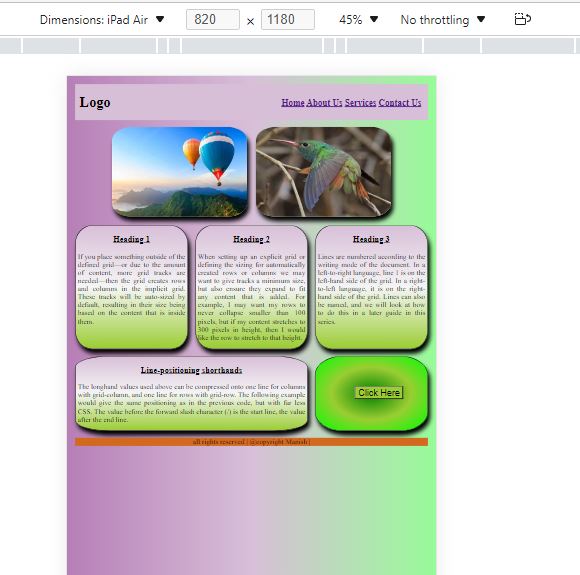 Dimensions: iPad Air ▼ 820 × 1180 45% ▼ No throttling ▼
Logo
Home About Us Services Contact Us
Heading 1
If you place something outside of the
defined grid—or due to the amount
of content, more grid tracks are
needed—then the grid creates rows
and columns in the implicit grid.
These tracks will be auto-sized by
default, resulting in their size being
based on the content that is inside
them.
Heading 2
When setting up an explicit grid or
defining the sizing for automatically
created rows or columns we may
want to give tracks a minimum size,
but also ensure they expand to fit
any content that is added. For
example, I may want my rows to
never collapse smaller than 100
pixels, but if my content stretches to
300 pixels in height, then I would
like the row to stretch to that height.
Heading 3
Lines are numbered according to the
writing mode of the document. In a
left-to-right language, line 1 is on the
left-hand side of the grid. In a right-
to-left language, it is on the right-
hand side of the grid. Lines can also
be named, and we will look at how
to do this in a later guide in this
series.
Line-positioning shorthands
The longhand values used above can be compressed onto one line for columns
with grid-column, and one line for rows with grid-row. The following example
would give the same positioning as in the previous code, but with far less
CSS. The value before the forward slash character (/) is the start line, the value
after the end line.
Click Here
all rights reserved | @copyright Manish |